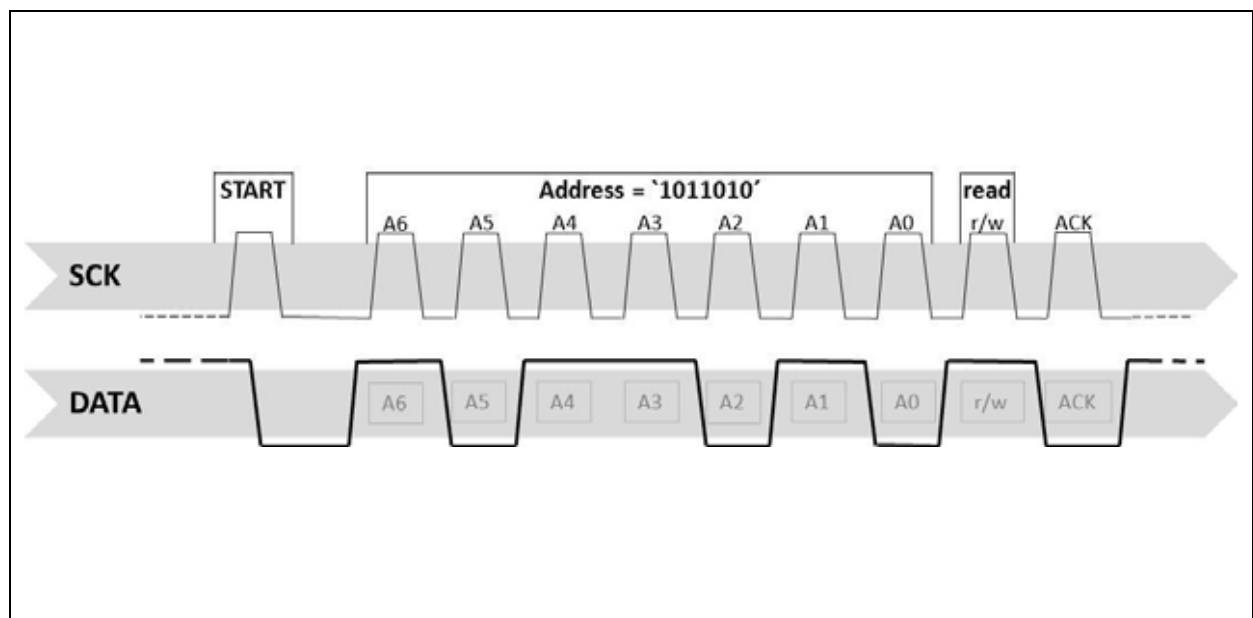 START
Address = `1011010´
read
A6 A5 A4 A3 A2 A1 A0 r/w ACK
SCK
DATA
A6 A5 A4 A3 A2 A1 A0 r/w ACK